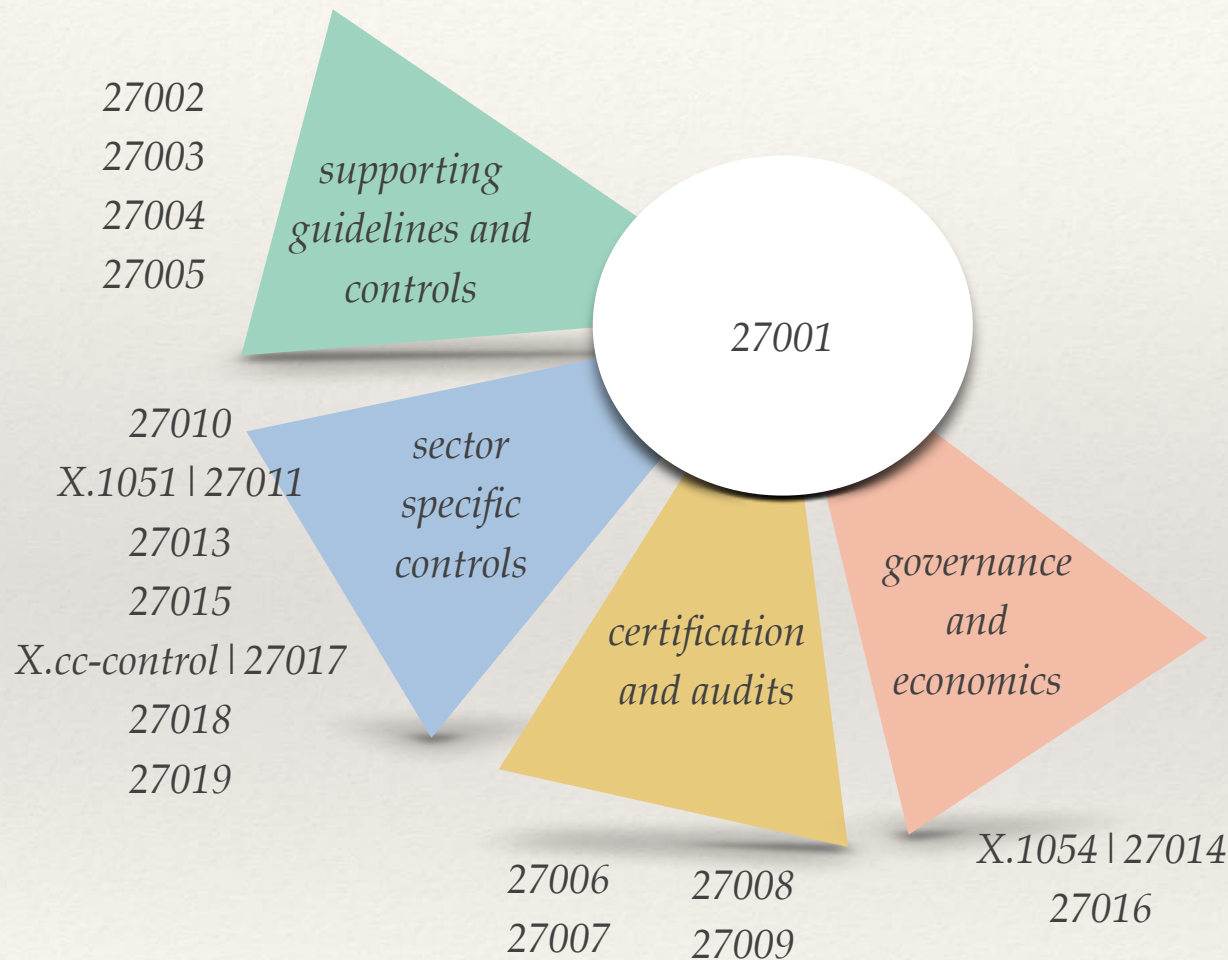 27002
27003
27004
27005
supporting
guidelines and
controls
27001
27010
X.1051 | 27011
27013
27015
X.cc-control | 27017
27018
27019
sector
specific
controls
certification
and audits
governance
and
economics
27006
27007
27008
27009
X.1054 | 27014
27016